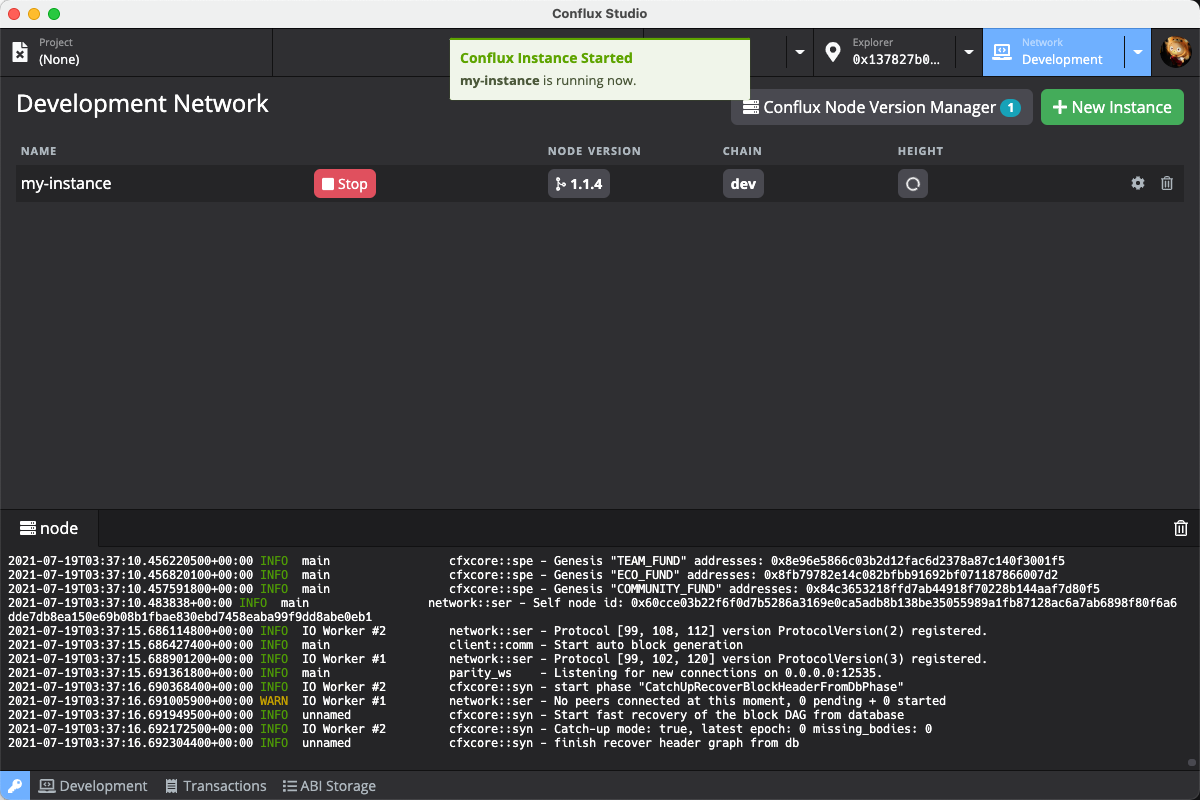 Conflux Studio
Project
(None)
Explorer
0x137827b0...
Network
Development
Conflux Instance Started
my-instance is running now.
Development Network
Conflux Node Version Manager 1
New Instance
NAME NODE VERSION CHAIN HEIGHT
my-instance Stop 1.1.4 dev
node
2021-07-19T03:37:10.456220500+00:00 INFO main cfxcore::spe - Genesis "TEAM_FUND" addresses: 0x8e96e5866c03b2d12fac6d2378a87c140f3001f5
2021-07-19T03:37:10.456820100+00:00 INFO main cfxcore::spe - Genesis "ECO_FUND" addresses: 0x8fb79782e14c082bfbb91692bf071187866007d2
2021-07-19T03:37:10.457591800+00:00 INFO main cfxcore::spe - Genesis "COMMUNITY_FUND" addresses: 0x84c3653218ffd7ab44918f70228b144aaf7d80f5
2021-07-19T03:37:10.483838+00:00 INFO main network::ser - Self node id: 0x60cce03b22f6f0d7b5286a3169e0ca5adb8b138be35055989a1fb87128ac6a7ab6898f80f6a6
dde7db8ea150e69b08b1fbae830ebd7458eaba99f9dd8abe0eb1
2021-07-19T03:37:15.686114800+00:00 INFO IO Worker #2 network::ser - Protocol [99, 108, 112] version ProtocolVersion(2) registered.
2021-07-19T03:37:15.686427400+00:00 INFO main client::comm - Start auto block generation
2021-07-19T03:37:15.688901200+00:00 INFO IO Worker #1 network::ser - Protocol [99, 102, 120] version ProtocolVersion(3) registered.
2021-07-19T03:37:15.691361800+00:00 INFO main parity_ws - Listening for new connections on 0.0.0.0:12535.
2021-07-19T03:37:16.690368400+00:00 INFO IO Worker #2 cfxcore::syn - start phase "CatchUpRecoverBlockHeaderFromDbPhase"
2021-07-19T03:37:16.691005900+00:00 WARN IO Worker #1 network::ser - No peers connected at this moment, 0 pending + 0 started
2021-07-19T03:37:16.691949500+00:00 INFO unnamed cfxcore::syn - Start fast recovery of the block DAG from database
2021-07-19T03:37:16.692172500+00:00 INFO IO Worker #2 cfxcore::syn - Catch-up mode: true, latest epoch: 0 missing_bodies: 0
2021-07-19T03:37:16.692304400+00:00 INFO unnamed cfxcore::syn - finish recover header graph from db
Development Transactions ABI Storage